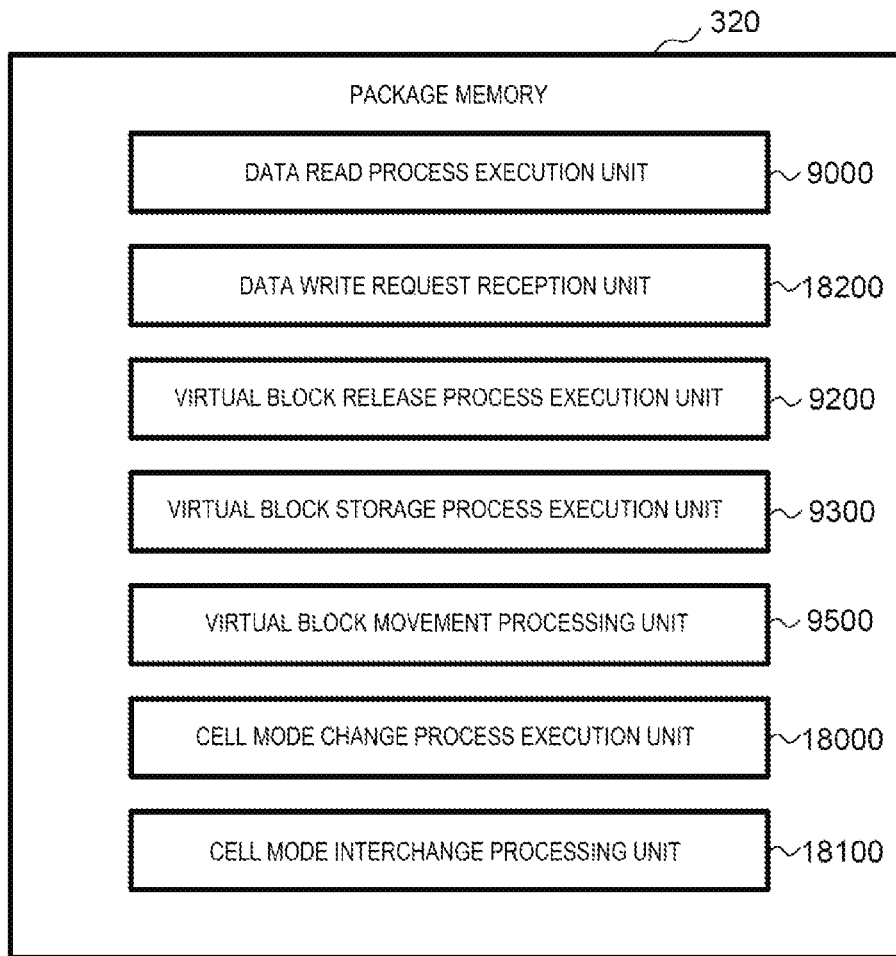 320
PACKAGE MEMORY
DATA READ PROCESS EXECUTION UNIT
9000
DATA WRITE REQUEST RECEPTION UNIT
18200
VIRTUAL BLOCK RELEASE PROCESS EXECUTION UNIT
9200
VIRTUAL BLOCK STORAGE PROCESS EXECUTION UNIT
9300
VIRTUAL BLOCK MOVEMENT PROCESSING UNIT
9500
CELL MODE CHANGE PROCESS EXECUTION UNIT
18000
CELL MODE INTERCHANGE PROCESSING UNIT
18100